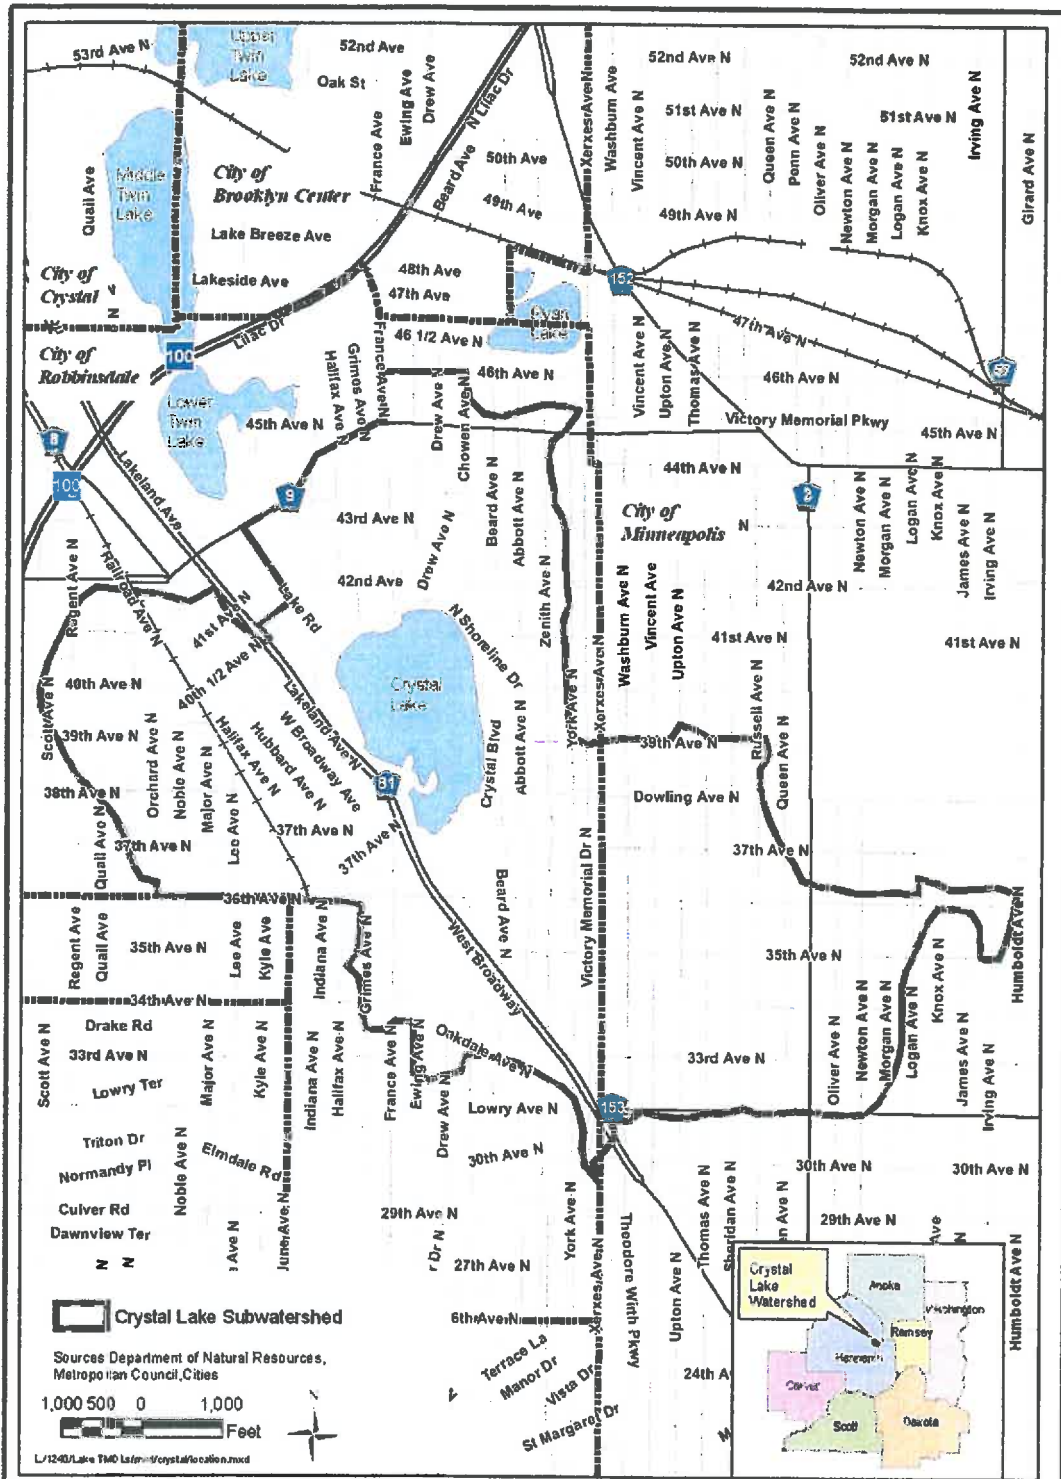 Upper
Twin
Lake
53rd Ave N
52nd Ave
Oak St
France Ave
Ewing Ave
Drew Ave
N Lilac Dr
Beard Ave
Xerxes Ave N
Washburn Ave
Vincent Ave N
52nd Ave N
52nd Ave N
51st Ave N
51st Ave N
50th Ave
50th Ave N
49th Ave
49th Ave N
Queen Ave N
Penn Ave N
Oliver Ave N
Newton Ave N
Morgan Ave N
Logan Ave N
Knox Ave N
Irving Ave N
Girard Ave N
Quail Ave
Middle
Twin
Lake
City of
Brooklyn Center
Lake Breeze Ave
Lakeside Ave
City of
Crystal
N
N
City of
Robbinsdale
100
Lilac Dr
48th Ave
47th Ave
46 1/2 Ave N
46th Ave N
Ryan
Lake
152
47th Ave N
46th Ave N
57
Victory Memorial Pkwy
45th Ave N
Vincent Ave N
Upton Ave N
Thomas Ave N
France Ave N
Grimes Ave N
Halifax Ave N
Drew Ave N
Chowen Ave N
Lower
Twin
Lake
45th Ave N
8
100
Lakeland Ave
9
43rd Ave N
42nd Ave
Drew Ave N
Beard Ave N
Abbott Ave N
Zenith Ave N
44th Ave N
City of
Minneapolis
N
2
Newton Ave N
Morgan Ave N
Logan Ave N
Knox Ave N
James Ave N
Irving Ave N
42nd Ave N
41st Ave N
41st Ave N
Washburn Ave N
Vincent Ave
Upton Ave N
Regent Ave N
Railroad Ave N
41st Ave N
Lake Rd
40 1/2 Ave N
N Shoreline Dr
Crystal
Lake
Lakeland Ave N
W Broadway Ave
Hubbard Ave N
Halifax Ave N
40th Ave N
Scott Ave N
39th Ave N
38th Ave N
Orchard Ave N
Noble Ave N
Major Ave N
Lee Ave N
Quail Ave N
37th Ave N
37th Ave N
37th Ave N
81
Crystal Blvd
Abbott Ave N
York Ave N
Xerxes Ave N
39th Ave N
Russell Ave N
Queen Ave N
Dowling Ave N
37th Ave N
36th Ave N
Victory Memorial Dr N
Beard Ave N
West Broadway
Regent Ave
Quail Ave
35th Ave N
Lee Ave
Kyle Ave
Indiana Ave N
Grimes Ave N
35th Ave N
Humboldt Ave N
Knox Ave N
34th Ave N
Drake Rd
33rd Ave N
Lowry Ter
Scott Ave N
Major Ave N
Kyle Ave N
Indiana Ave N
Halifax Ave N
France Ave N
Ewing Ave N
Drew Ave N
Oakdale Ave N
Lowry Ave N
33rd Ave N
153
Oliver Ave N
Newton Ave N
Morgan Ave N
Logan Ave N
James Ave N
Irving Ave N
Triton Dr
Normandy Pl
Noble Ave N
Elmdale Rd
Culver Rd
Dawnview Ter
N
N
Ave N
June Ave N
30th Ave N
30th Ave N
30th Ave N
29th Ave N
29th Ave N
Dr N
27th Ave N
York Ave N
Xerxes Ave N
Theodore Wirth Pkwy
Upton Ave N
Thomas Ave N
Sheridan Ave N
en Ave N
Ave
N
Humboldt Ave N
6th Ave N
Terrace La
Manor Dr
Vista Dr
St Margaret Dr
24th A
M
Crystal Lake Subwatershed
Sources Department of Natural Resources,
Metropolitan Council, Cities
1,000 500 0 1,000
Feet
N
Crystal
Lake
Watershed
Anoka
Washington
Ramsey
Hennepin
Carver
Scott
Dakota